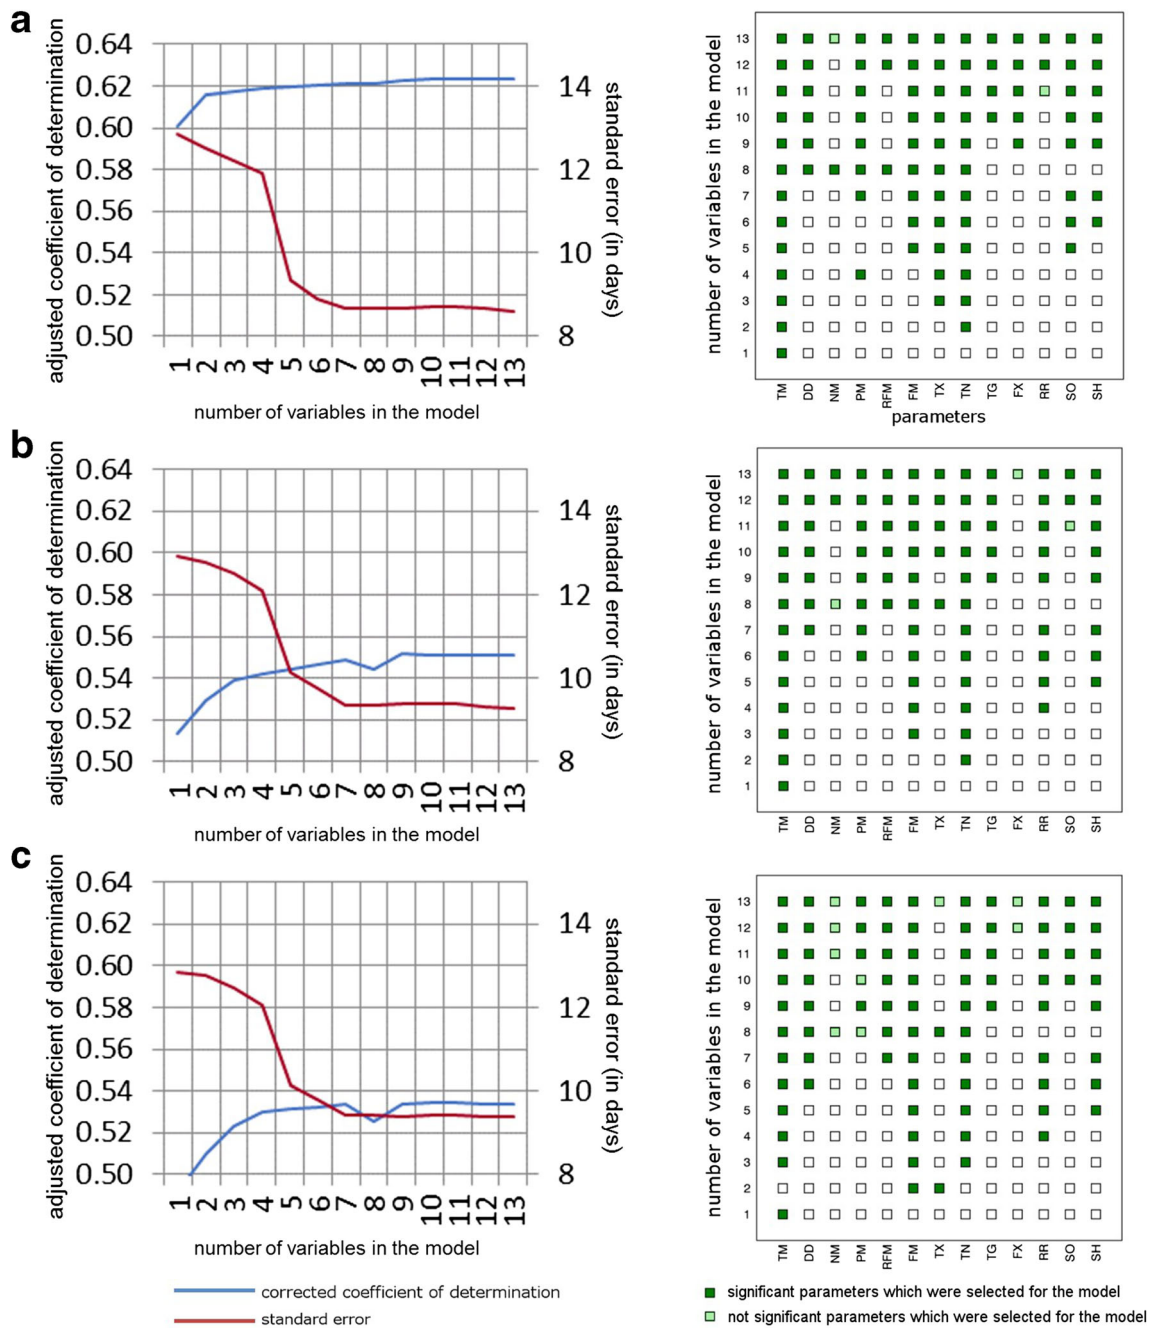 a
adjusted coefficient of determination
0.64
0.62
0.60
0.58
0.56
0.54
0.52
0.50
14
12
10
8
standard error (in days)
1 2 3 4 5 6 7 8 9 10 11 12 13
number of variables in the model
number of variables in the model
13
12
11
10
9
8
7
6
5
4
3
2
1
TM DD NM PM RFM FM TX TN TG FX RR SO SH
parameters
b
adjusted coefficient of determination
0.64
0.62
0.60
0.58
0.56
0.54
0.52
0.50
14
12
10
8
standard error (in days)
1 2 3 4 5 6 7 8 9 10 11 12 13
number of variables in the model
number of variables in the model
13
12
11
10
9
8
7
6
5
4
3
2
1
TM DD NM PM RFM FM TX TN TG FX RR SO SH
c
adjusted coefficient of determination
0.64
0.62
0.60
0.58
0.56
0.54
0.52
0.50
14
12
10
8
standard error (in days)
1 2 3 4 5 6 7 8 9 10 11 12 13
number of variables in the model
number of variables in the model
13
12
11
10
9
8
7
6
5
4
3
2
1
TM DD NM PM RFM FM TX TN TG FX RR SO SH
corrected coefficient of determination
standard error
significant parameters which were selected for the model
not significant parameters which were selected for the model